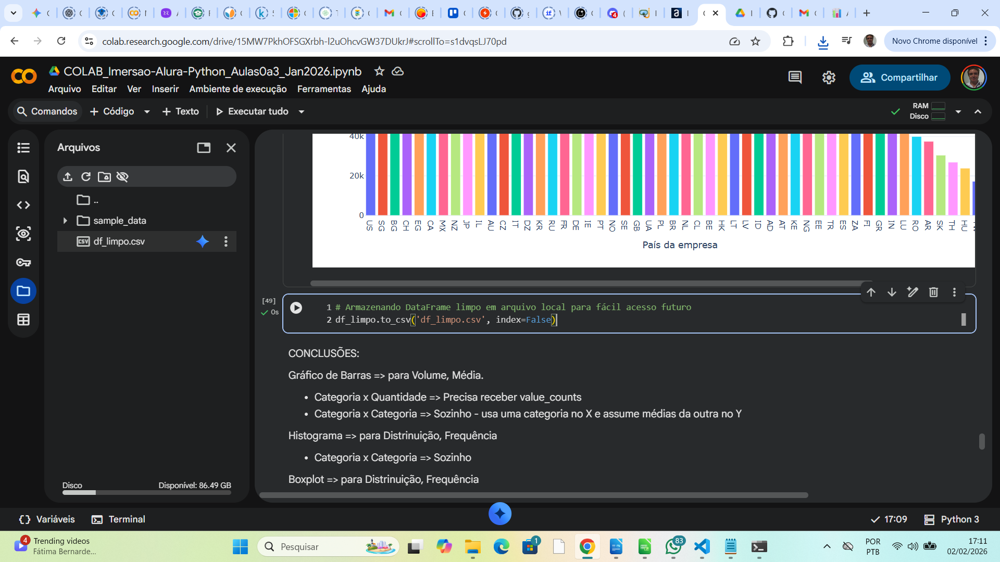 colab.research.google.com/drive/15MW7PkhOFSGXrbh-l2uOhcvGW37DUkrJ#scrollTo=s1dvqsLJ70pd
Novo Chrome disponível
COLAB_Imersao-Alura-Python_Aulas0a3_Jan2026.ipynb
Arquivo Editar Ver Inserir Ambiente de execução Ferramentas Ajuda
Compartilhar
Comandos + Código + Texto Executar tudo
RAM
Disco
Arquivos
..
sample_data
df_limpo.csv
Disco Disponível: 86.49 GB
40k
20k
0
US SG BG CH EG CA MX NZ JP IL AU CZ IT DZ KR RU FR DE IE PT NO SE GB UA PL BR NL CL BE HK LT LV ID AD AT KE NG EE TR ES ZA FI GR IN LU RO AR SK TH HU
País da empresa
[49]
0s
1 # Armazenando DataFrame limpo em arquivo local para fácil acesso futuro
2 df_limpo.to_csv('df_limpo.csv', index=False)
CONCLUSÕES:
Gráfico de Barras => para Volume, Média.
• Categoria x Quantidade => Precisa receber value_counts
• Categoria x Categoria => Sozinho - usa uma categoria no X e assume médias da outra no Y
Histograma => para Distrinuição, Frequência
• Categoria x Categoria => Sozinho
Boxplot => para Distrinuição, Frequência
Variáveis Terminal
17:09 Python 3
4
Trending videos
Fátima Bernarde...
Pesquisar
1
83
POR
PTB
17:11
02/02/2026